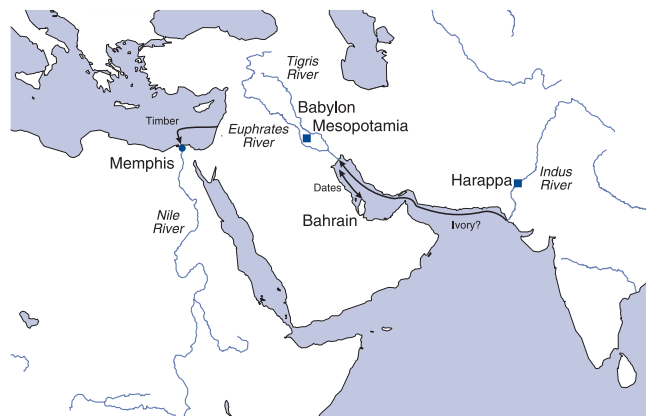 Tigris
River
Babylon
Mesopotamia
Timber
Euphrates
River
Memphis
Harappa
Indus
River
Dates
Nile
River
Bahrain
Ivory?